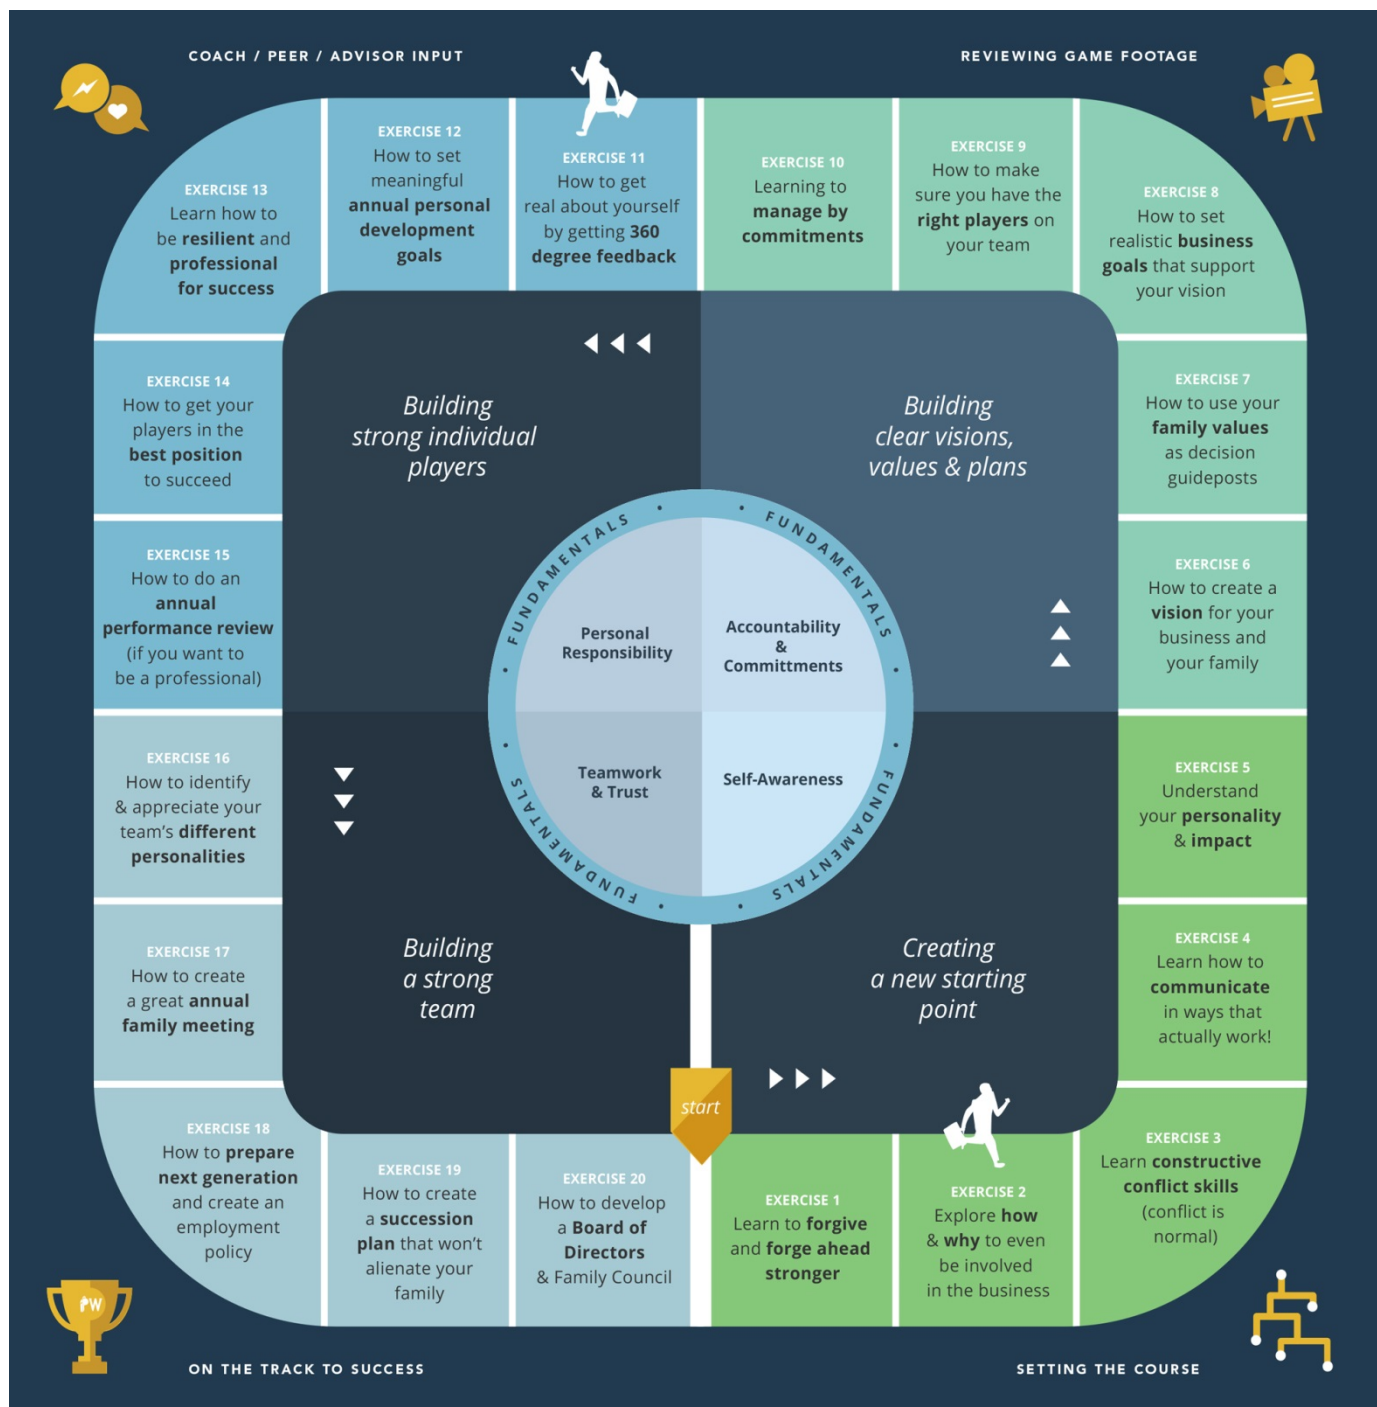 COACH / PEER / ADVISOR INPUT
REVIEWING GAME FOOTAGE
EXERCISE 13
Learn how to
be resilient and
professional
for success
EXERCISE 12
How to set
meaningful
annual personal
development
goals
EXERCISE 11
How to get
real about yourself
by getting 360
degree feedback
EXERCISE 10
Learning to
manage by
commitments
EXERCISE 9
How to make
sure you have the
right players on
your team
EXERCISE 8
How to set
realistic business
goals that support
your vision
EXERCISE 14
How to get your
players in the
best position
to succeed
EXERCISE 15
How to do an
annual
performance review
(if you want to
be a professional)
EXERCISE 16
How to identify
& appreciate your
team's different
personalities
EXERCISE 17
How to create
a great annual
family meeting
EXERCISE 18
How to prepare
next generation
and create an
employment
policy
EXERCISE 19
How to create
a succession
plan that won't
alienate your
family
EXERCISE 20
How to develop
a Board of
Directors
& Family Council
EXERCISE 7
How to use your
family values
as decision
guideposts
EXERCISE 6
How to create a
vision for your
business and
your family
EXERCISE 5
Understand
your personality
& impact
EXERCISE 4
Learn how to
communicate
in ways that
actually work!
EXERCISE 3
Learn constructive
conflict skills
(conflict is
normal)
EXERCISE 2
Explore how
& why to even
be involved
in the business
EXERCISE 1
Learn to forgive
and forge ahead
stronger
Building
strong individual
players
Building
clear visions,
values & plans
FUNDAMENTALS
FUNDAMENTALS
Personal
Responsibility
Accountability
&
Committments
Teamwork
& Trust
Self-Awareness
FUNDAMENTALS
FUNDAMENTALS
Building
a strong
team
Creating
a new starting
point
start
PW
ON THE TRACK TO SUCCESS
SETTING THE COURSE